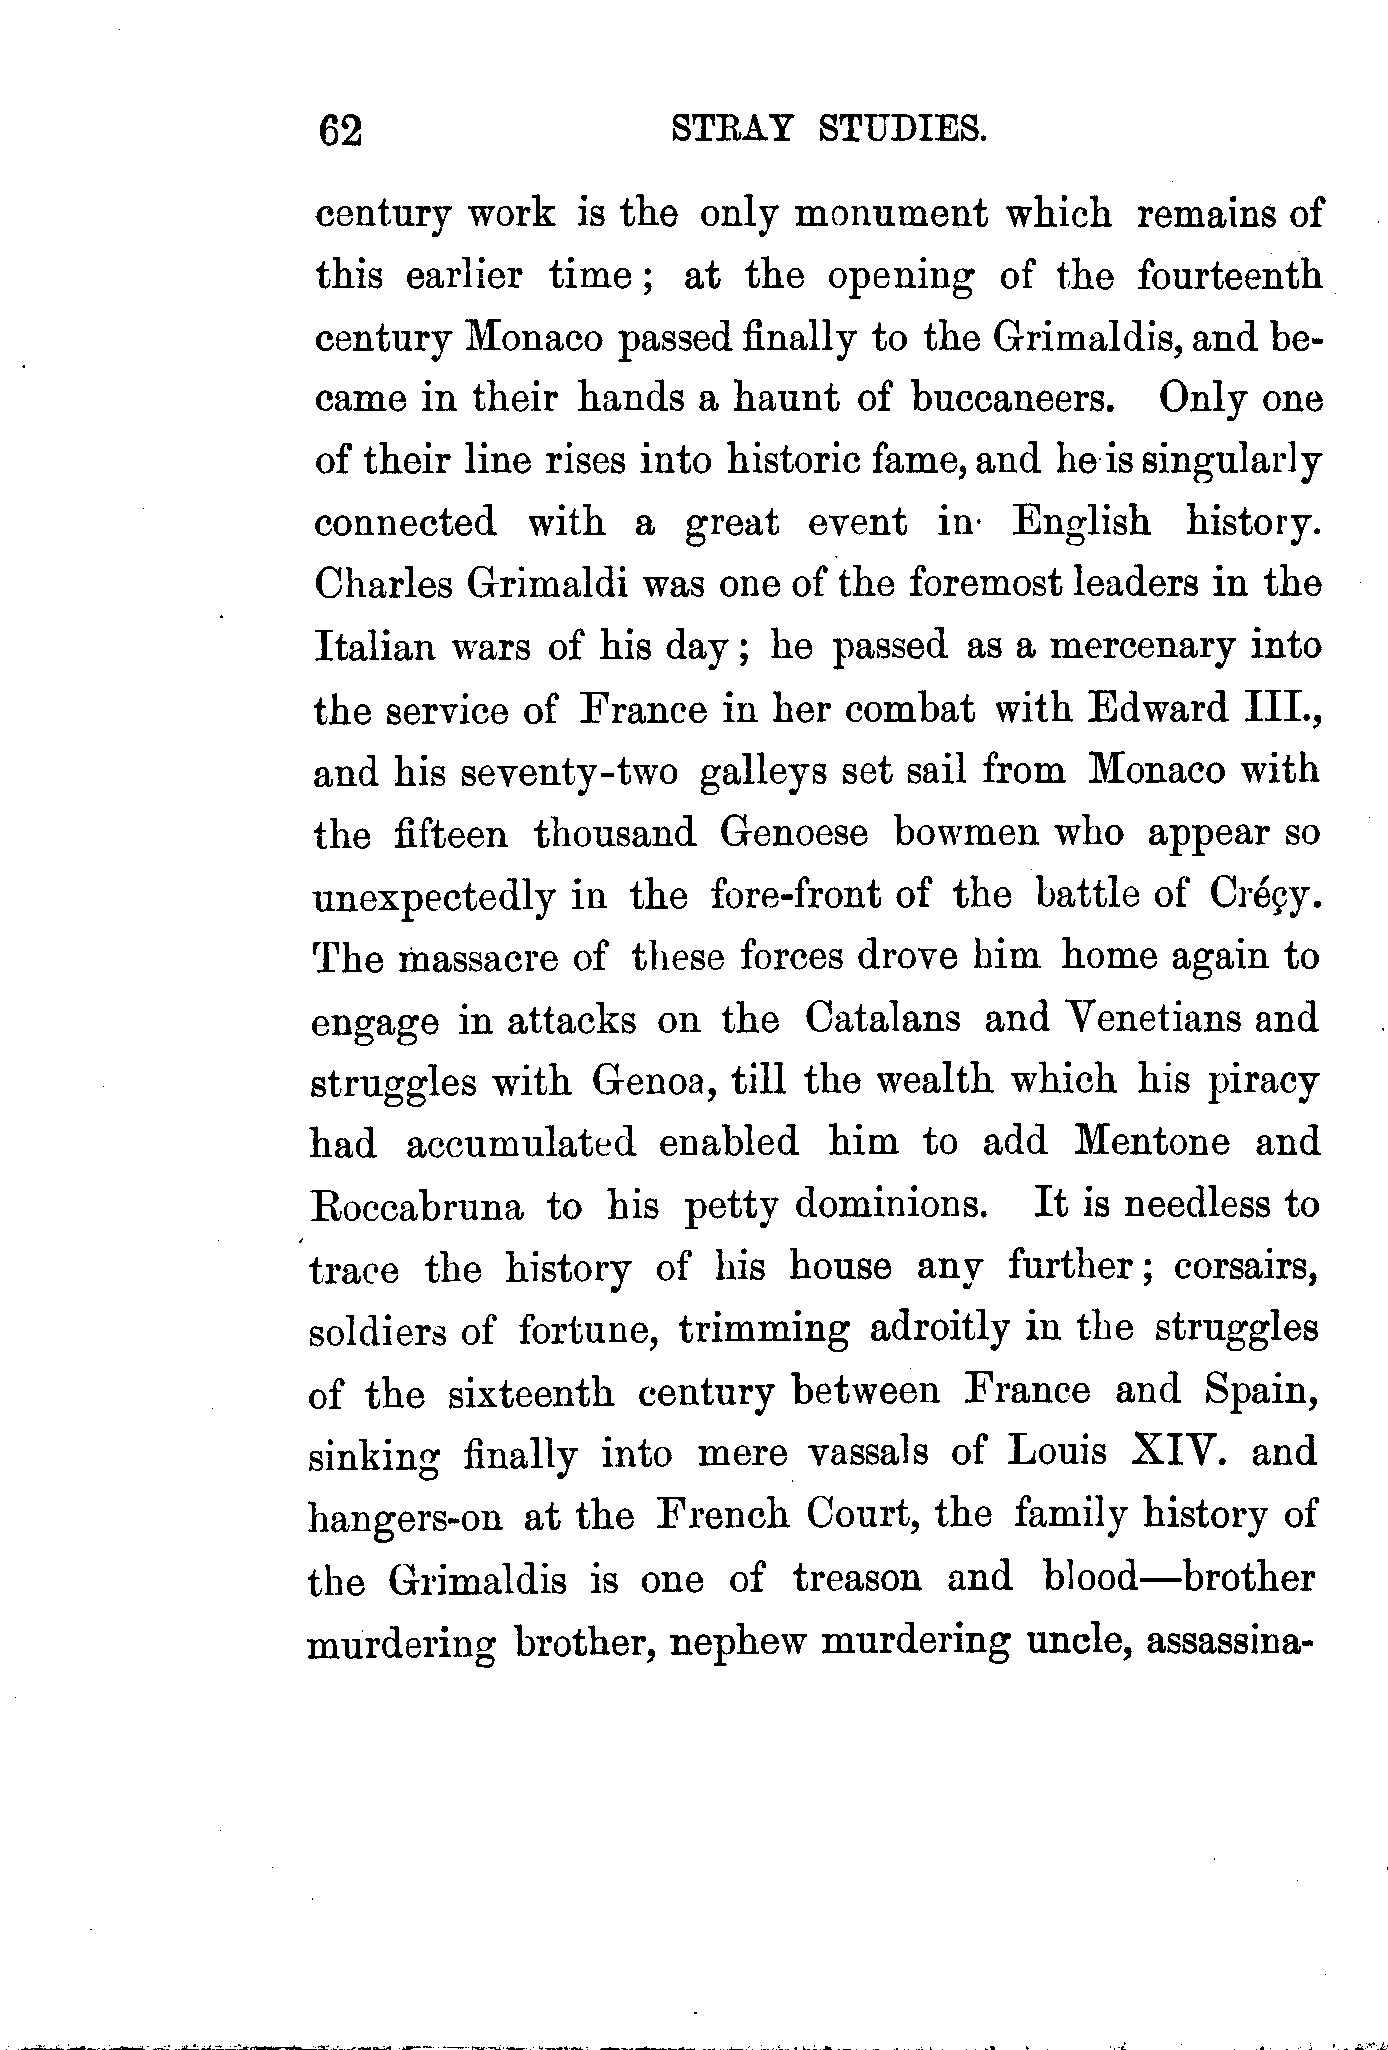 62 STRAY STUDIES.
century work is the only monument which remains of
this earlier time; at the opening of the fourteenth
century Monaco passed finally to the Grimaldis, and be-
came in their hands a haunt of buccaneers. Only one
of their line rises into historic fame, and he is singularly
connected with a great event in English history.
Charles Grimaldi was one of the foremost leaders in the
Italian wars of his day; he passed as a mercenary into
the service of France in her combat with Edward III.,
and his seventy-two galleys set sail from Monaco with
the fifteen thousand Genoese bowmen who appear so
unexpectedly in the fore-front of the battle of Créçy.
The massacre of these forces drove him home again to
engage in attacks on the Catalans and Venetians and
struggles with Genoa, till the wealth which his piracy
had accumulated enabled him to add Mentone and
Roccabruna to his petty dominions. It is needless to
trace the history of his house any further; corsairs,
soldiers of fortune, trimming adroitly in the struggles
of the sixteenth century between France and Spain,
sinking finally into mere vassals of Louis XIV. and
hangers-on at the French Court, the family history of
the Grimaldis is one of treason and blood—brother
murdering brother, nephew murdering uncle, assassina-